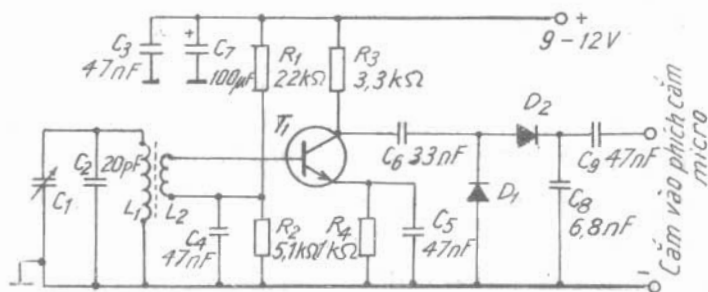 +
9-12V
C3
47nF
+
C7
100μF
R1
22kΩ
R3
3,3kΩ
T1
D2
C1
C2
20pF
L1
L2
C6 33nF
C9 47nF
D1
C8
6,8nF
C4
47nF
R2
5,1kΩ
R4
1kΩ
C5
47nF
-
Cắm vào phích cắm
micro